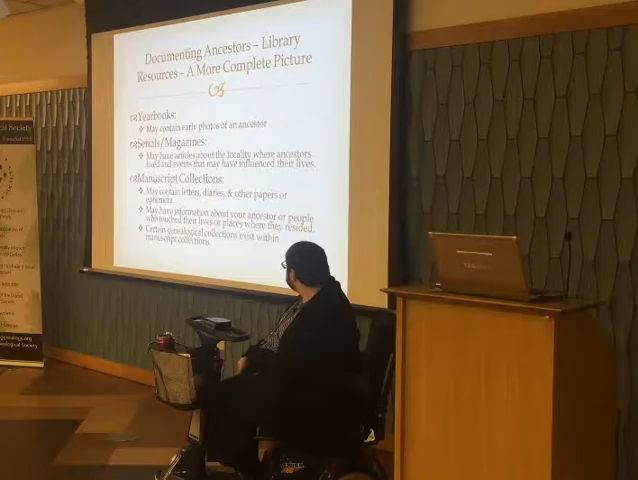 Documenting Ancestors – Library
Resources – A More Complete Picture
Yearbooks:
❖ May contain early photos of an ancestor
Serials/Magazines:
❖ May have articles about the locality where ancestors
lived and events that may have influenced their lives.
Manuscript Collections:
❖ May contain letters, diaries, & other papers or
ephemera.
❖ May have information about your ancestor or people
who touched their lives or places where they resided.
❖ Certain genealogical collections exist within
manuscript collections.
Society